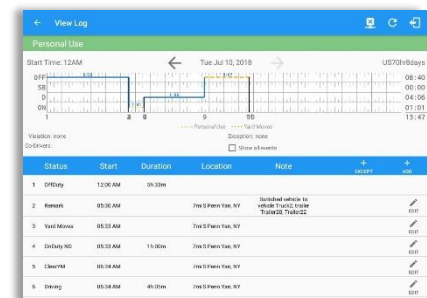 View Log
Personal Use
Start Time: 12AM
Tue Jul 10, 2018
US70hr8days
OFF
08:40
SB
00:00
D
04:06
ON
01:01
13:47
Personal Use
Yard Moves
Violation: none
Exception: none
Co-Drivers:
Show all events
Status Start Duration Location Note + EXCEPT + ADD
1 OffDuty 12:00 AM 5h 33m
2 Remark 05:30 AM 7mi S Penn Yan, NY
Switched vehicle to
vehicle Truck2, trailer
Trailer20, Trailer22
EDIT
3 Yard Moves 05:33 AM 7mi S Penn Yan, NY EDIT
4 OnDuty ND 05:33 AM 1h 00m 7mi S Penn Yan, NY EDIT
5 ClearYM 06:34 AM 7mi S Penn Yan, NY EDIT
6 Driving 06:34 AM 4h 05m 7mi S Penn Yan, NY EDIT